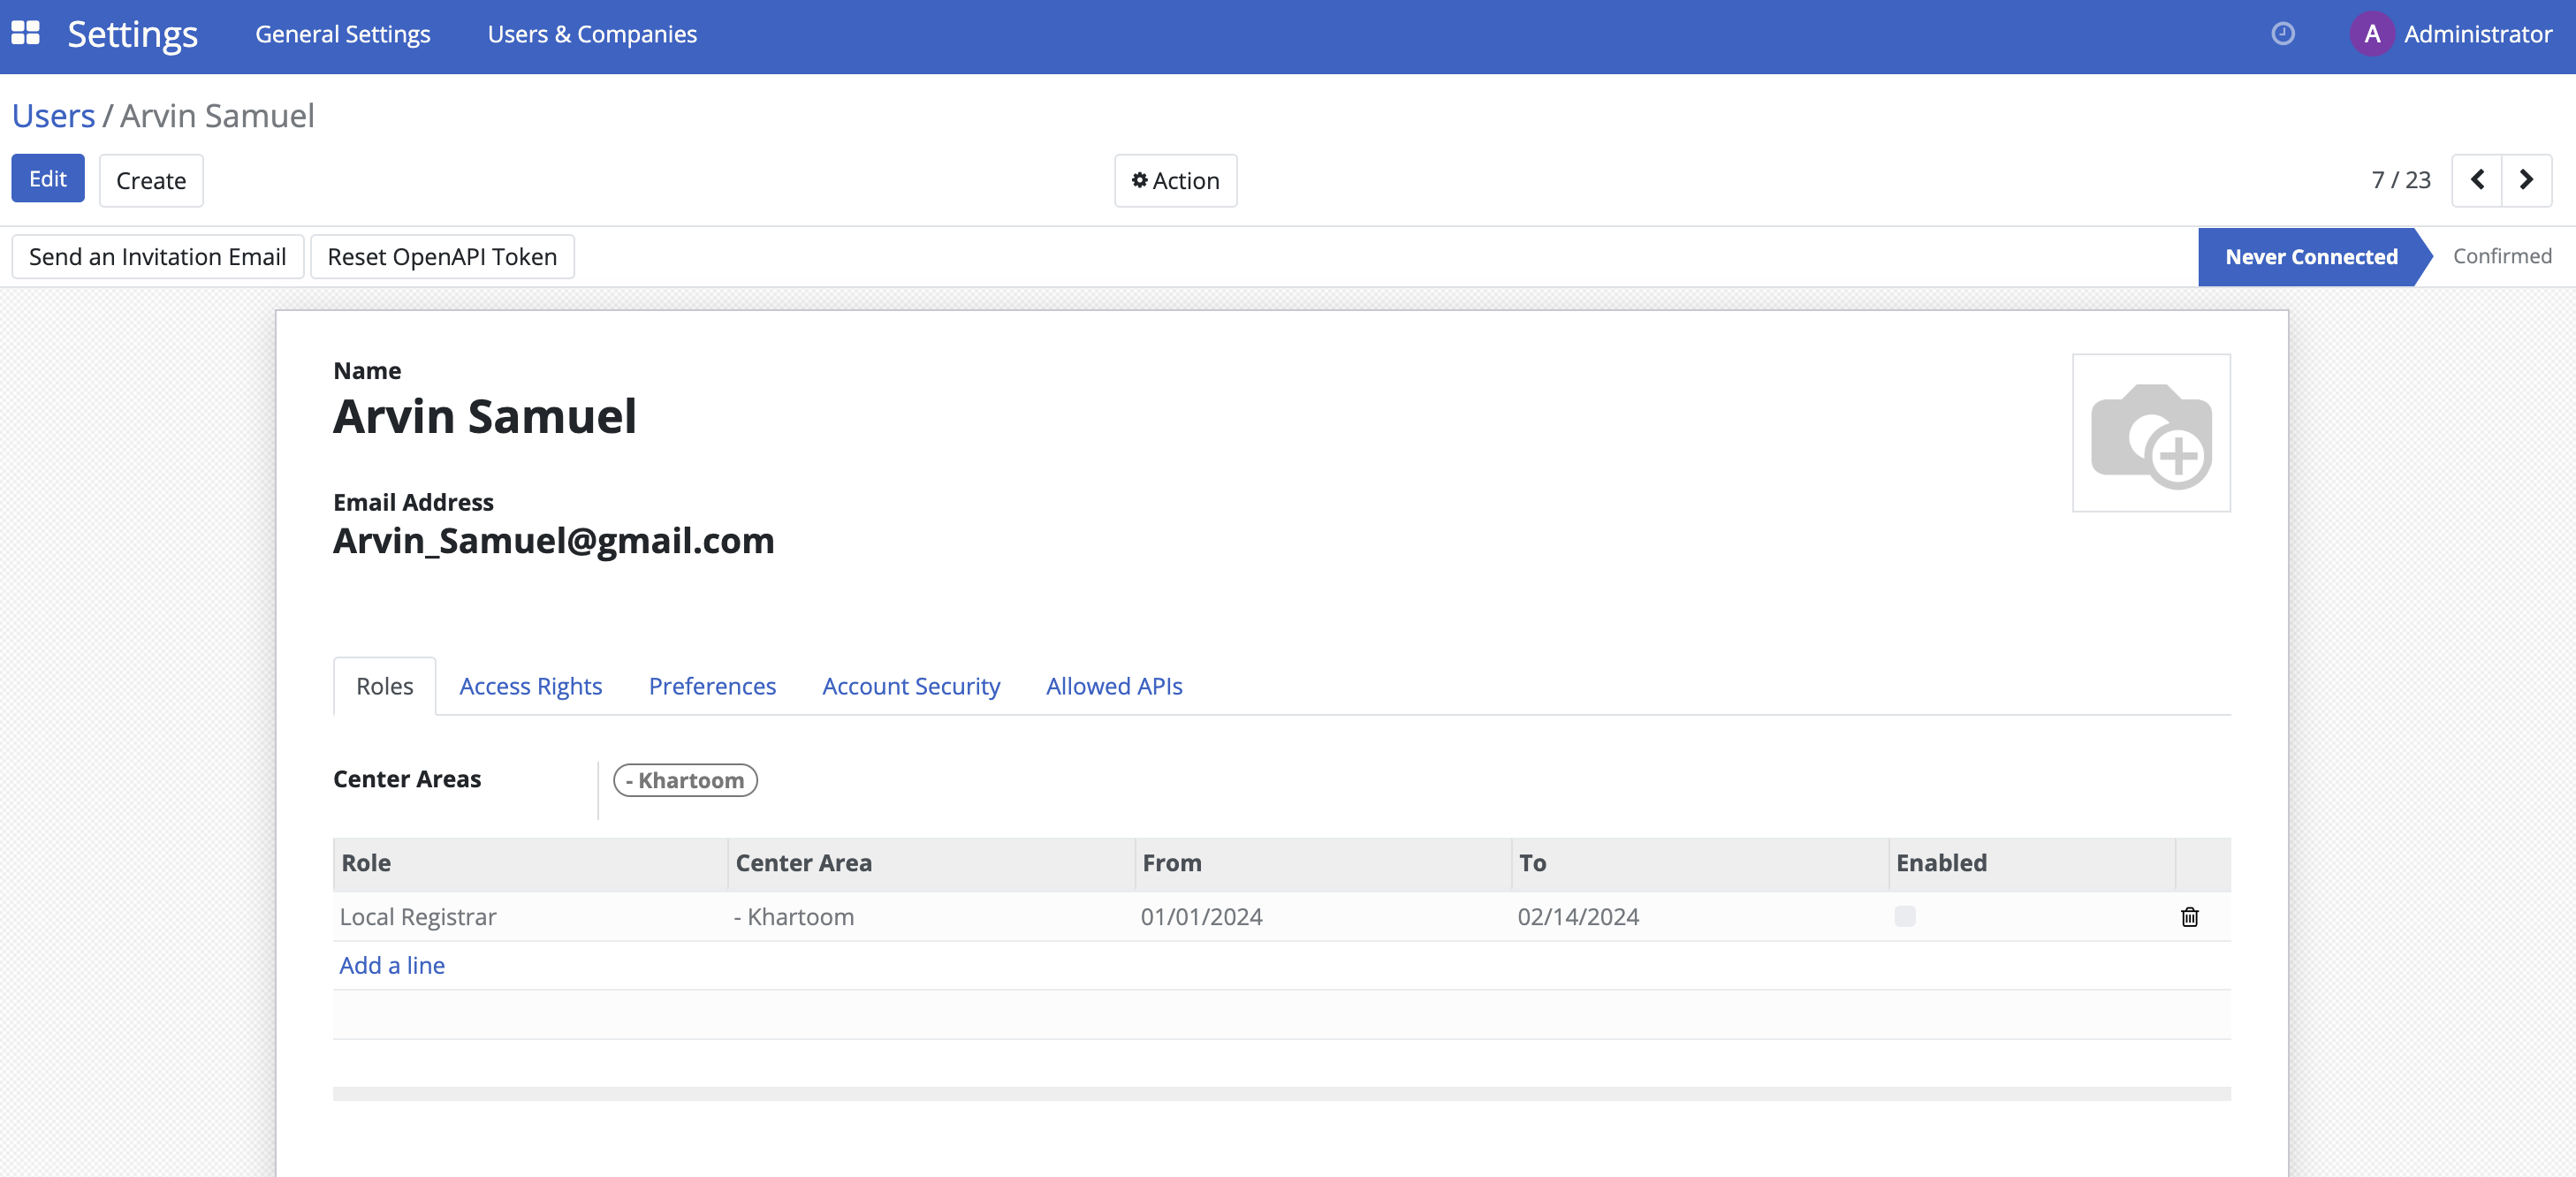 Settings General Settings Users & Companies A Administrator
Users / Arvin Samuel
Edit Create Action 7 / 23
Send an Invitation Email Reset OpenAPI Token Never Connected Confirmed
Name
Arvin Samuel
Email Address
Arvin_Samuel@gmail.com
Roles Access Rights Preferences Account Security Allowed APIs
Center Areas - Khartoom
Role Center Area From To Enabled
Local Registrar - Khartoom 01/01/2024 02/14/2024
Add a line